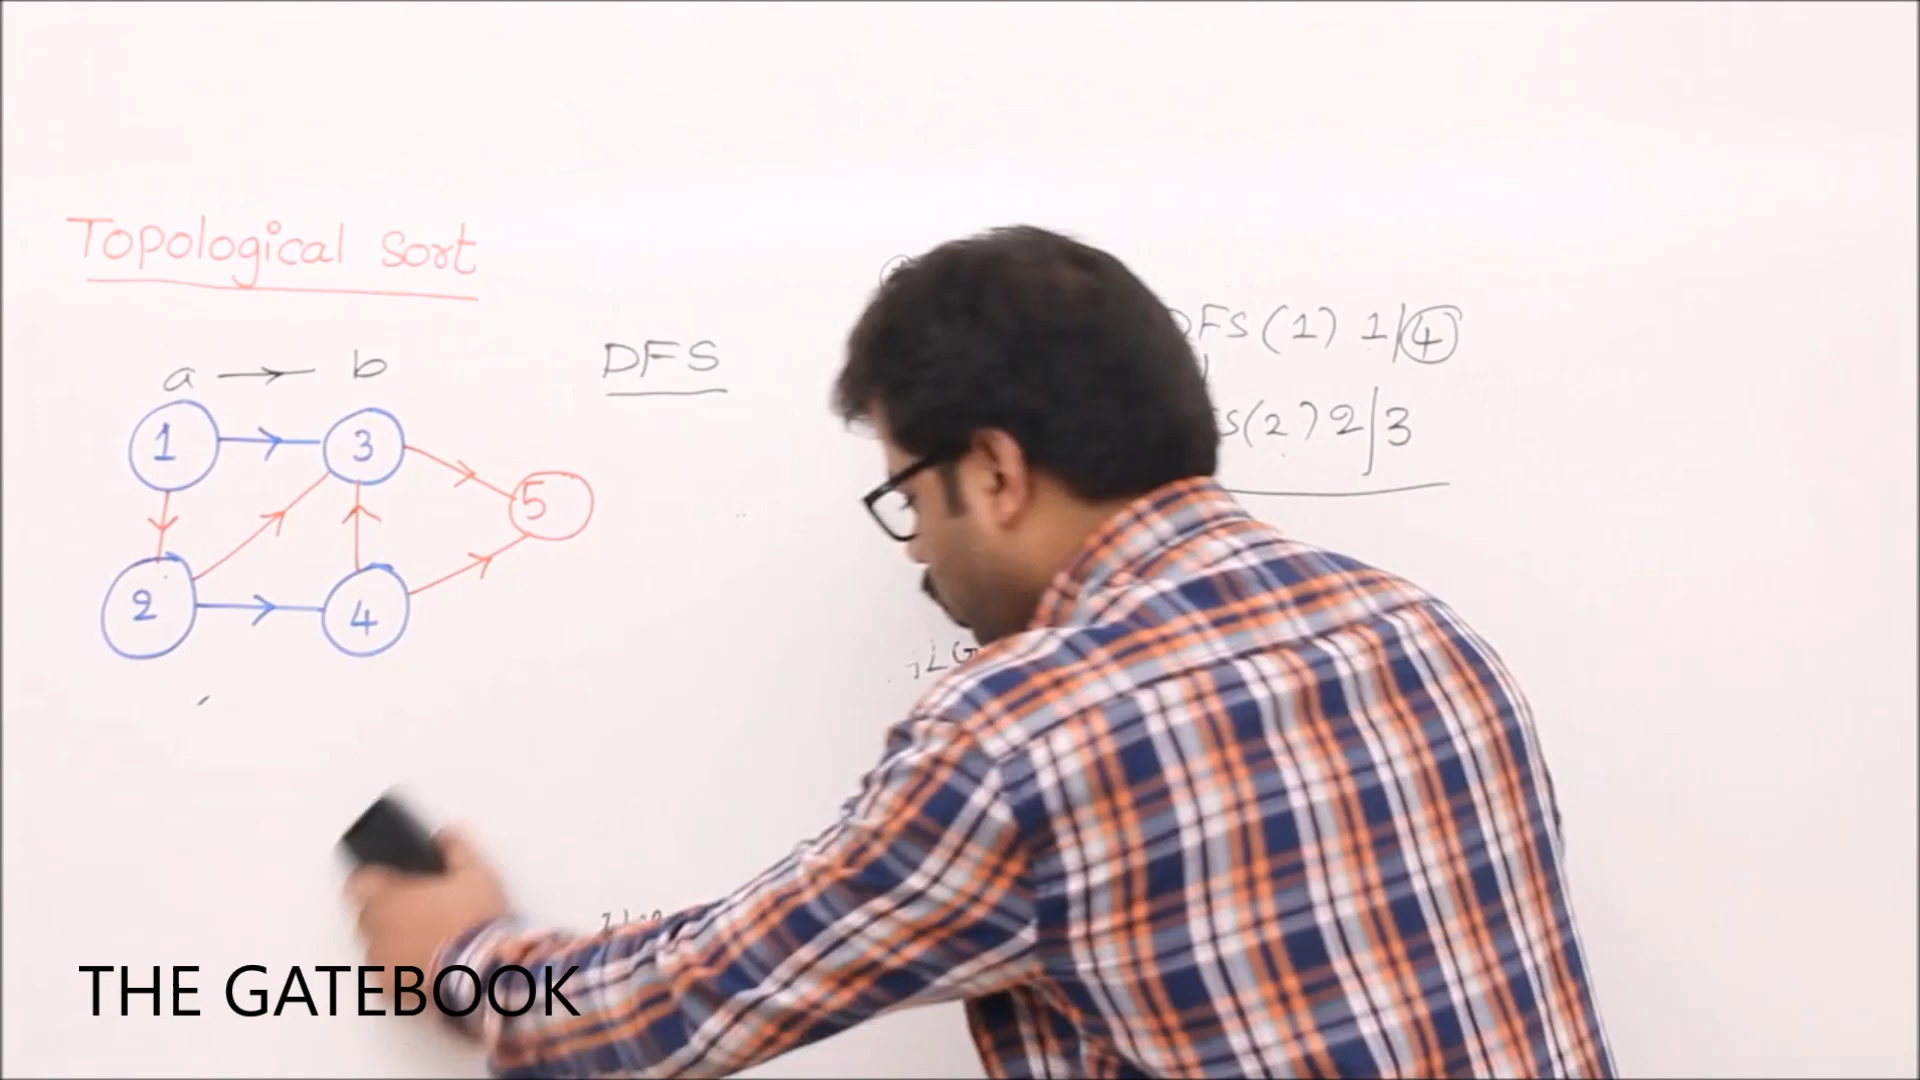 Topological Sort
a → b
DFS
1
3
5
2
4
DFS(1) 1/4
S(2) 2/3
THE GATEBOOK